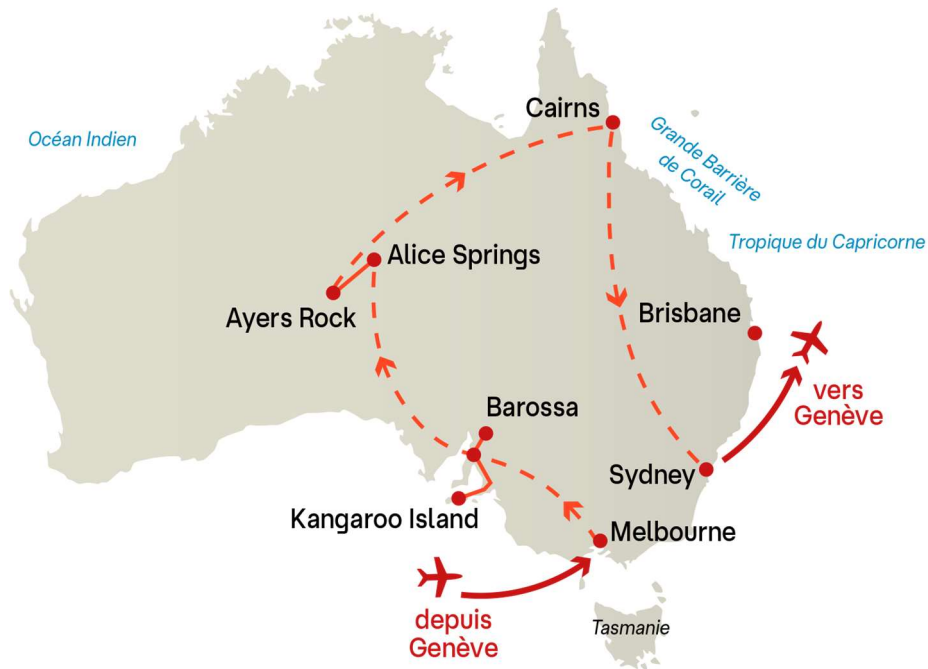 Cairns
Océan Indien
Grande Barrière
de Corail
Tropique du Capricorne
Alice Springs
Ayers Rock
Brisbane
vers
Genève
Barossa
Sydney
Kangaroo Island
Melbourne
depuis
Genève
Tasmanie